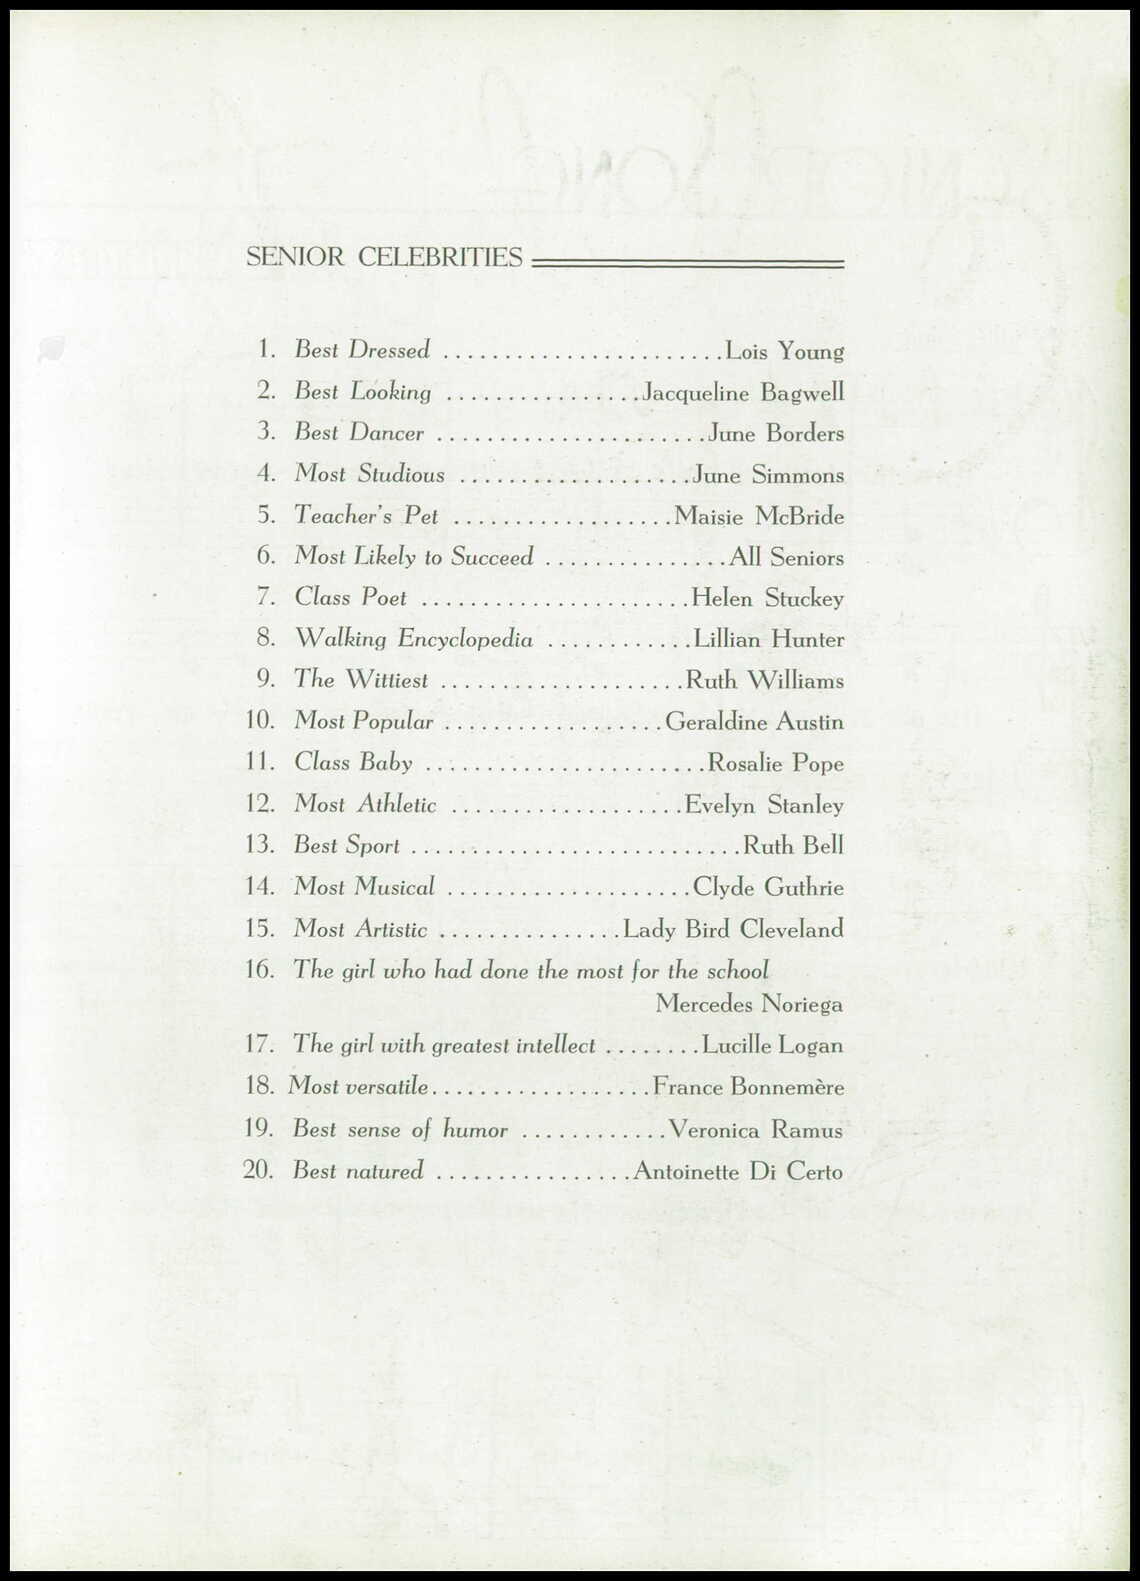 SENIOR CELEBRITIES
1. Best Dressed . . . . . . . . . . . . . . . . . . . . . . . Lois Young
2. Best Looking . . . . . . . . . . . . . . . . Jacqueline Bagwell
3. Best Dancer . . . . . . . . . . . . . . . . . . . . . . June Borders
4. Most Studious . . . . . . . . . . . . . . . . . . . June Simmons
5. Teacher's Pet . . . . . . . . . . . . . . . . . . Maisie McBride
6. Most Likely to Succeed . . . . . . . . . . . . . . . All Seniors
7. Class Poet . . . . . . . . . . . . . . . . . . . . . . Helen Stuckey
8. Walking Encyclopedia . . . . . . . . . . . . Lillian Hunter
9. The Wittiest . . . . . . . . . . . . . . . . . . . . Ruth Williams
10. Most Popular . . . . . . . . . . . . . . . . . . Geraldine Austin
11. Class Baby . . . . . . . . . . . . . . . . . . . . . . . Rosalie Pope
12. Most Athletic . . . . . . . . . . . . . . . . . . . Evelyn Stanley
13. Best Sport . . . . . . . . . . . . . . . . . . . . . . . . . . . Ruth Bell
14. Most Musical . . . . . . . . . . . . . . . . . . . . Clyde Guthrie
15. Most Artistic . . . . . . . . . . . . . . . Lady Bird Cleveland
16. The girl who had done the most for the school
Mercedes Noriega
17. The girl with greatest intellect . . . . . . . . Lucille Logan
18. Most versatile . . . . . . . . . . . . . . . . . . France Bonnemère
19. Best sense of humor . . . . . . . . . . . . Veronica Ramus
20. Best natured . . . . . . . . . . . . . . . . Antoinette Di Certo